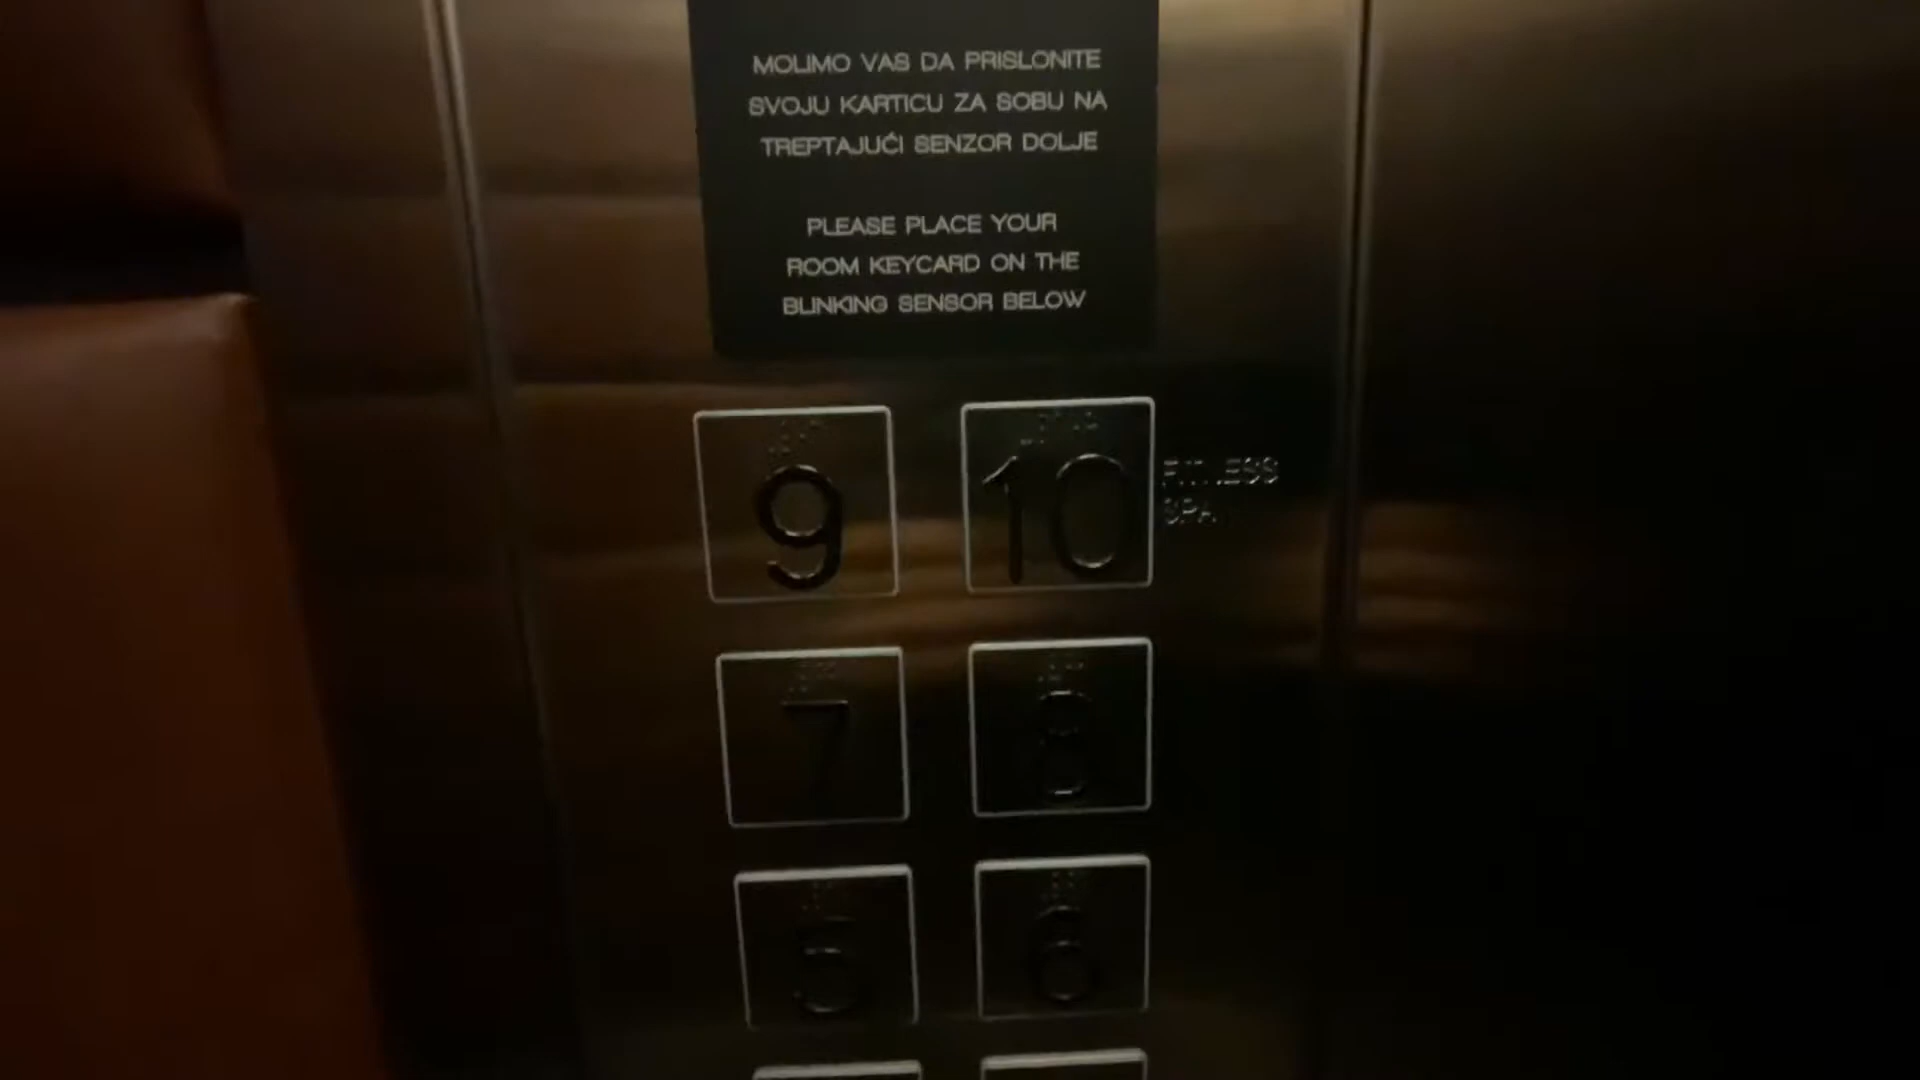 MOLIMO VAS DA PRISLONITE
SVOJU KARTICU ZA SOBU NA
TREPTAJUĆI SENZOR DOLJE
PLEASE PLACE YOUR
ROOM KEYCARD ON THE
BLINKING SENSOR BELOW
9 10 FITNESS
SPA
7 8
5 6